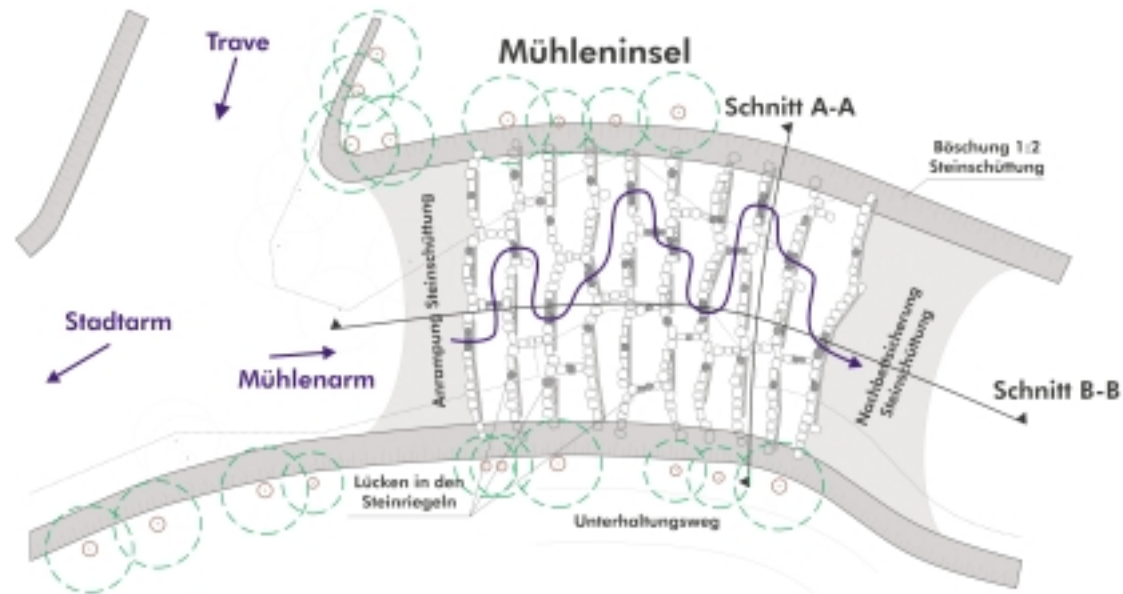 Trave
Mühleninsel
Schnitt A-A
Böschung 1:2
Steinschüttung
Anrampung Steinschüttung
Stadtarm
Mühlenarm
Nachbettsicherung
Steinschüttung
Schnitt B-B
Lücken in den
Steinriegeln
Unterhaltungsweg